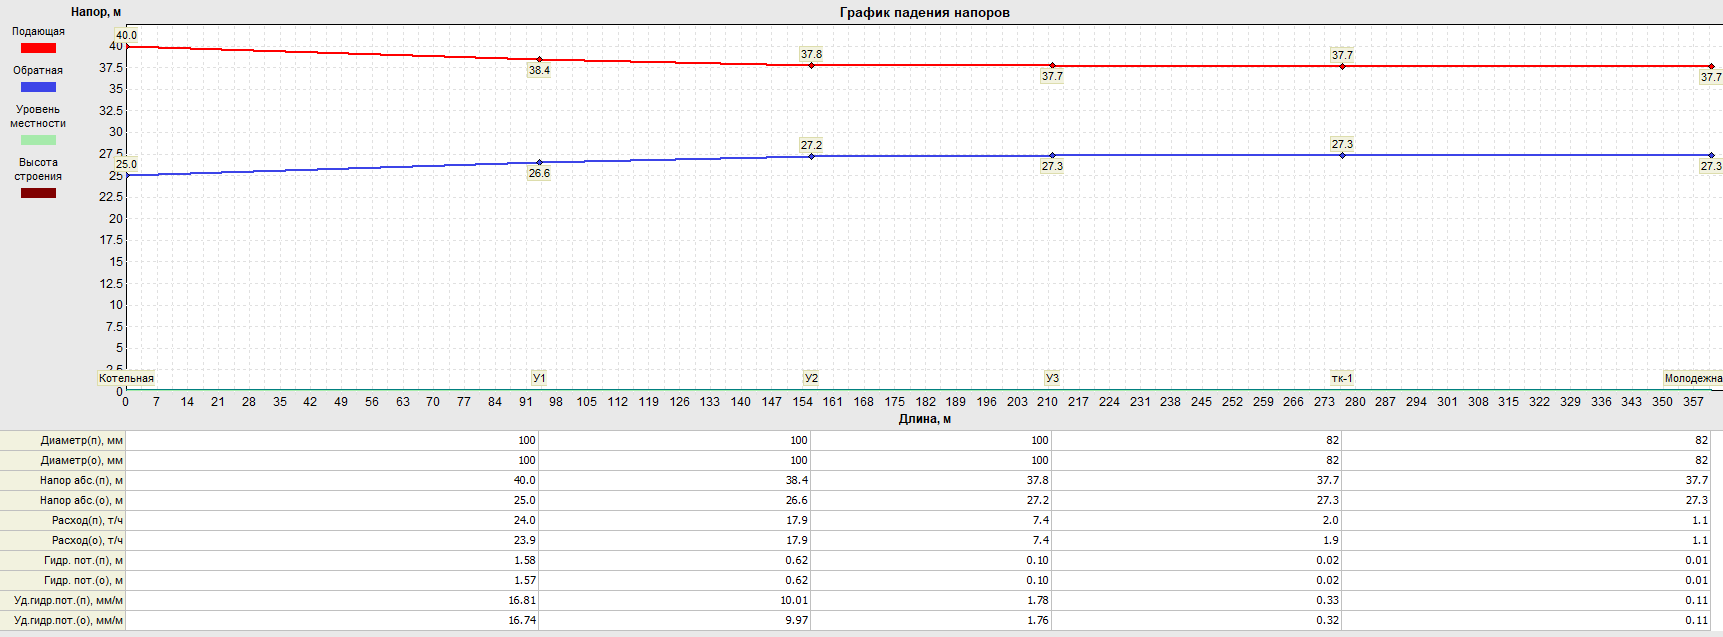 График падения напоров
Напор, м
Подающая
Обратная
Уровень
местности
Высота
строения
40
37.5
35
32.5
30
27.5
25
22.5
20
17.5
15
12.5
10
7.5
5
2.5
0
40.0
38.4
37.8
37.7
37.7
37.7
25.0
26.6
27.2
27.3
27.3
27.3
Котельная У1 У2 У3 тк-1 Молодежна
0 7 14 21 28 35 42 49 56 63 70 77 84 91 98 105 112 119 126 133 140 147 154 161 168 175 182 189 196 203 210 217 224 231 238 245 252 259 266 273 280 287 294 301 308 315 322 329 336 343 350 357
Длина, м
Диаметр(п), мм 100 100 100 82 82
Диаметр(о), мм 100 100 100 82 82
Напор абс.(п), м 40.0 38.4 37.8 37.7 37.7
Напор абс.(о), м 25.0 26.6 27.2 27.3 27.3
Расход(п), т/ч 24.0 17.9 7.4 2.0 1.1
Расход(о), т/ч 23.9 17.9 7.4 1.9 1.1
Гидр. пот.(п), м 1.58 0.62 0.10 0.02 0.01
Гидр. пот.(о), м 1.57 0.62 0.10 0.02 0.01
Уд.гидр.пот.(п), мм/м 16.81 10.01 1.78 0.33 0.11
Уд.гидр.пот.(о), мм/м 16.74 9.97 1.76 0.32 0.11